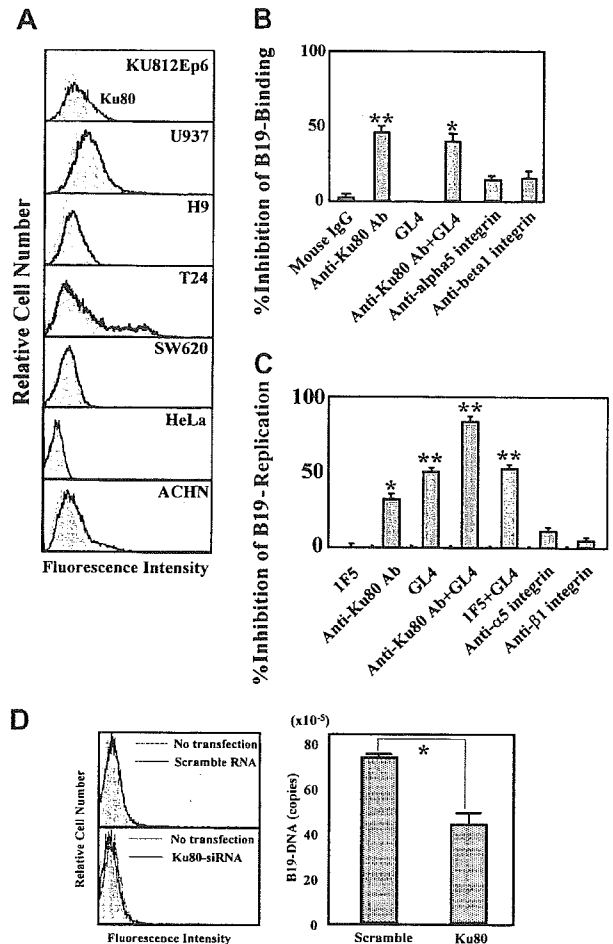 A
KU812Ep6
Ku80
U937
H9
T24
SW620
HeLa
ACHN
Relative Cell Number
Fluorescence Intensity
B
%Inhibition of B19-Binding
100
50
0
Mouse IgG
Anti-Ku80 Ab
GL4
Anti-Ku80 Ab+GL4
Anti-alpha5 integrin
Anti-beta1 integrin
**
*
C
%Inhibition of B19-Replication
100
50
0
1F5
Anti-Ku80 Ab
GL4
Anti-Ku80 Ab+GL4
1F5+GL4
Anti-α5 integrin
Anti-β1 integrin
*
**
**
**
D
Relative Cell Number
No transfection
Scramble RNA
No transfection
Ku80-siRNA
Fluorescence Intensity
(x10-5)
B19-DNA (copies)
80
60
40
20
0
*
Scramble
Ku80